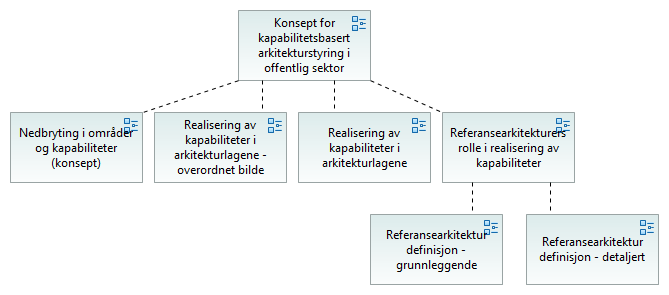 Konsept for
kapabilitetsbasert
arkitekturstyring i
offentlig sektor
Nedbryting i områder
og kapabiliteter
(konsept)
Realisering av
kapabiliteter i
arkitekturlagene -
overordnet bilde
Realisering av
kapabiliteter i
arkitekturlagene
Referansearkitekturers
rolle i realisering av
kapabiliteter
Referansearkitektur
definisjon -
grunnleggende
Referansearkitektur
definisjon - detaljert